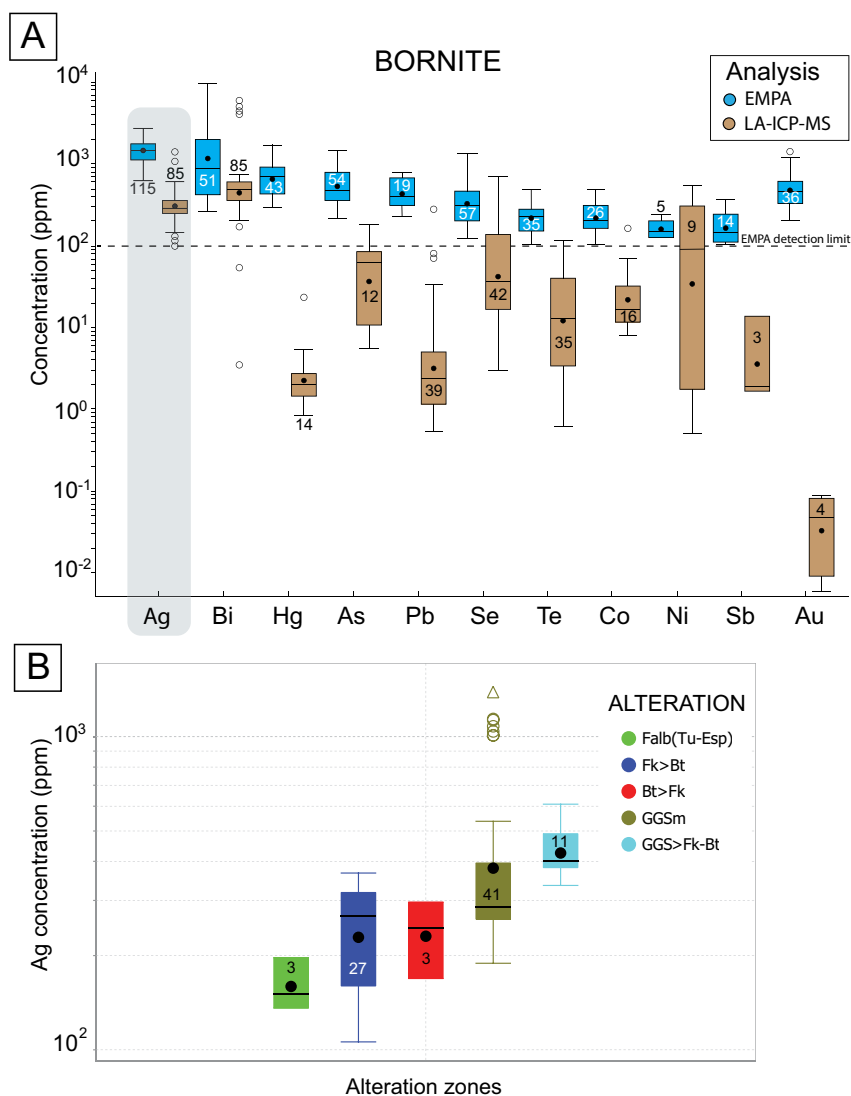 A
BORNITE
Analysis
EMPA
LA-ICP-MS
Concentration (ppm)
10^4
10^3
10^2
10^1
10^0
10^-1
10^-2
115
85
51
85
43
14
54
12
19
39
57
42
35
35
26
16
5
9
14
3
36
4
EMPA detection limit
Ag Bi Hg As Pb Se Te Co Ni Sb Au
B
ALTERATION
Falb(Tu-Esp)
Fk>Bt
Bt>Fk
GGSm
GGS>Fk-Bt
Ag concentration (ppm)
10^3
10^2
3
27
3
41
11
Alteration zones